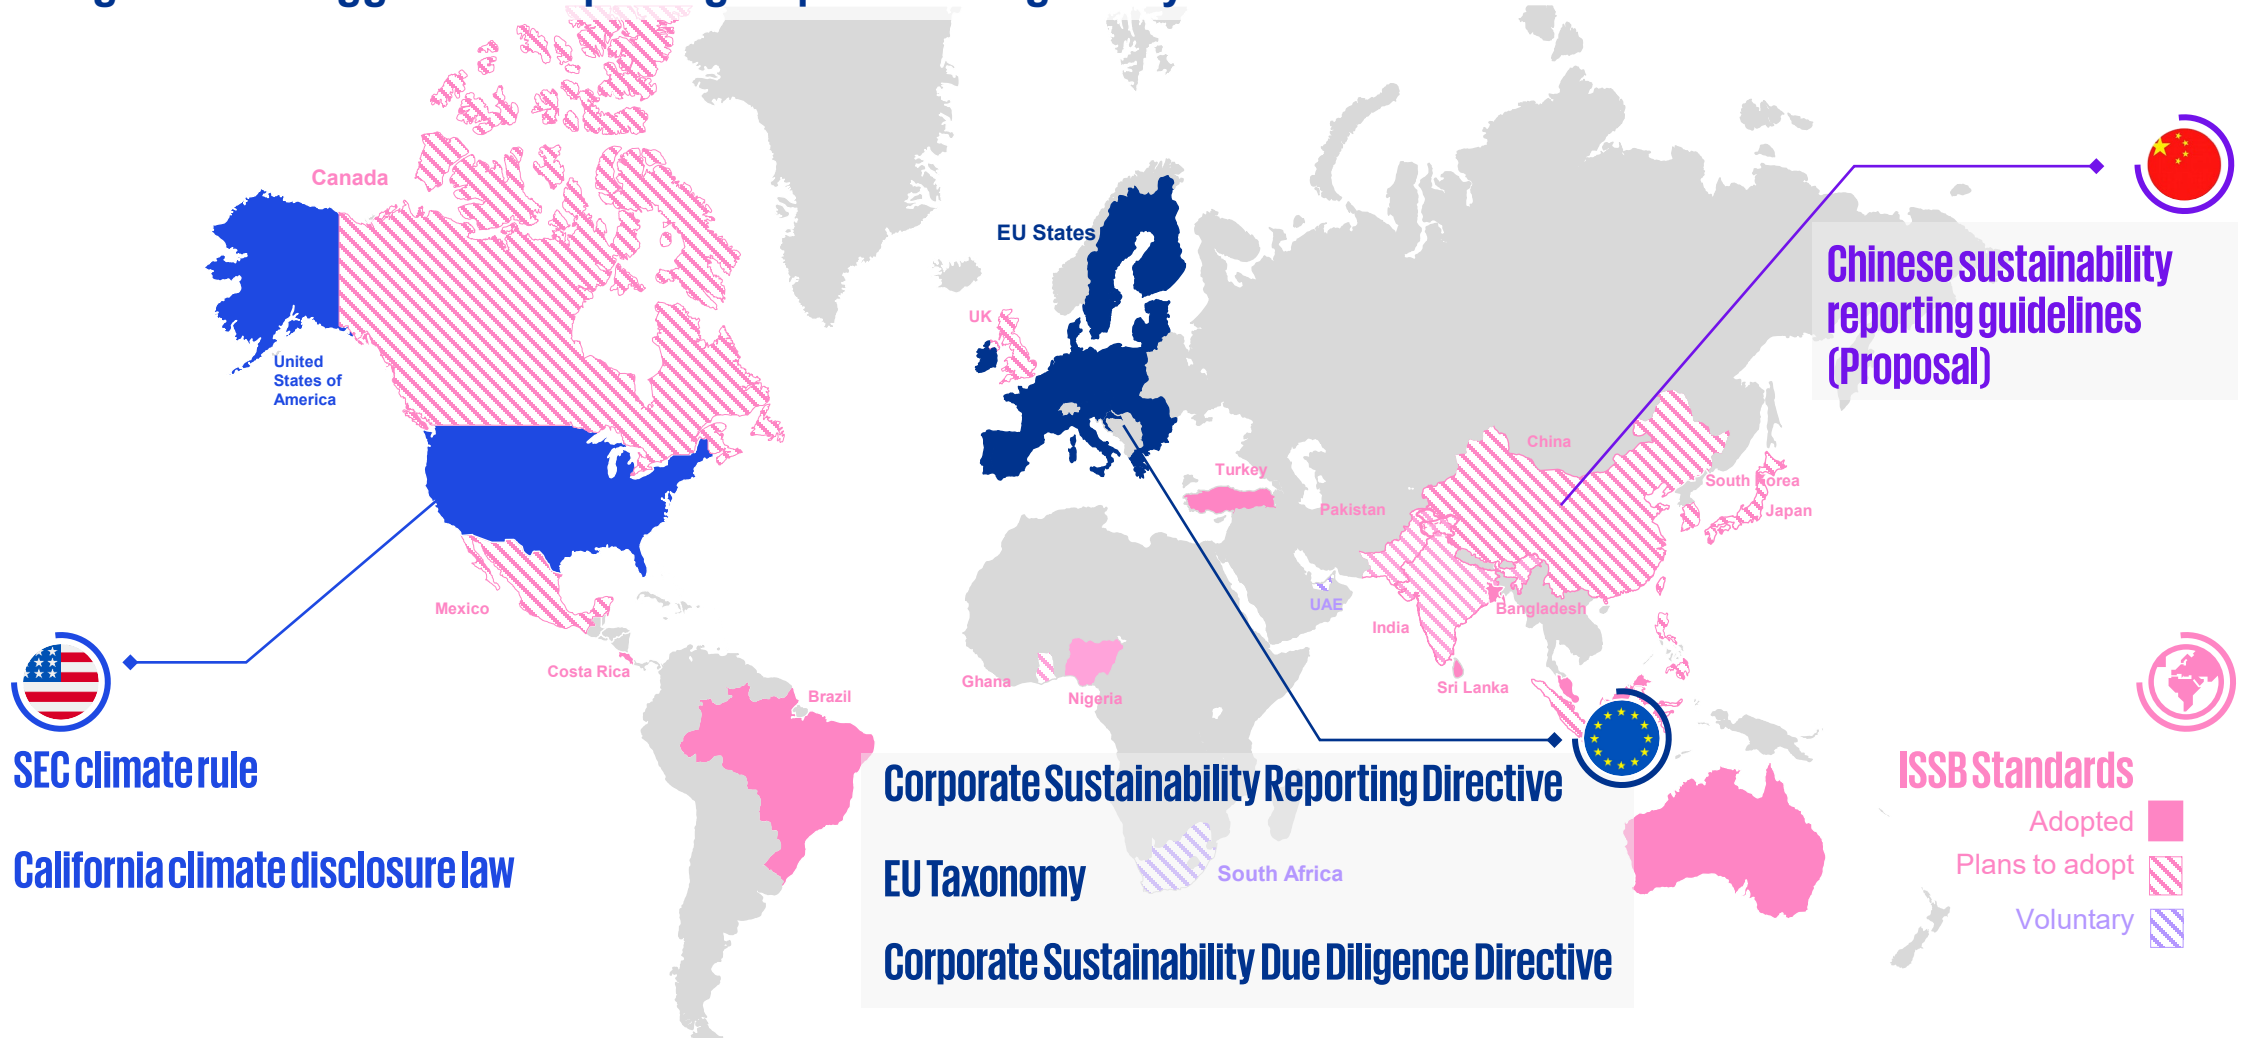 Canada
EU States
UK
United
States of
America
Chinese sustainability
reporting guidelines
(Proposal)
China
Turkey
South Korea
Pakistan
Japan
Mexico
UAE
Bangladesh
India
Costa Rica
Ghana
Sri Lanka
Nigeria
Brazil
SEC climate rule
California climate disclosure law
Corporate Sustainability Reporting Directive
EU Taxonomy
South Africa
Corporate Sustainability Due Diligence Directive
ISSB Standards
Adopted
Plans to adopt
Voluntary